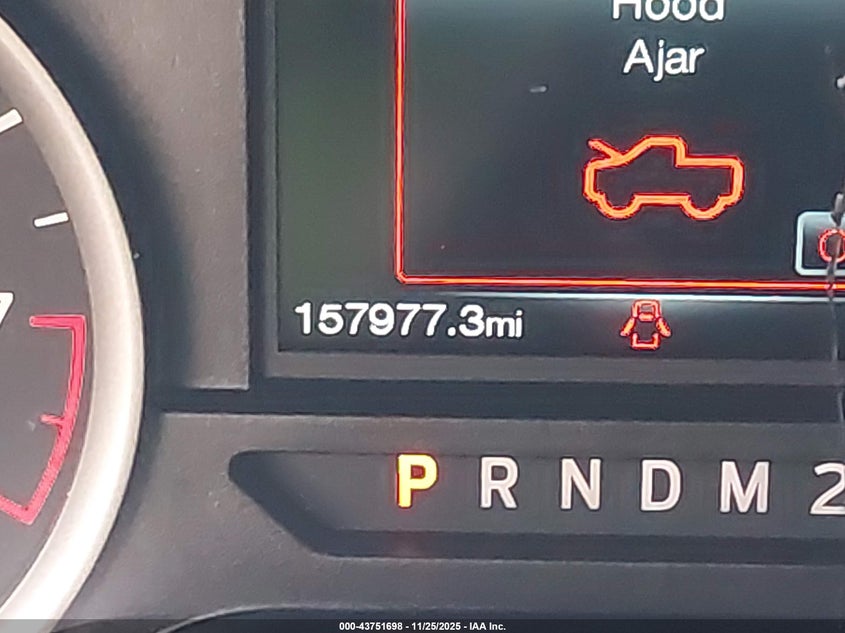 Hood
Ajar
157977.3mi
P R N D M 2
000-43751698 - 11/25/2025 - IAA Inc.